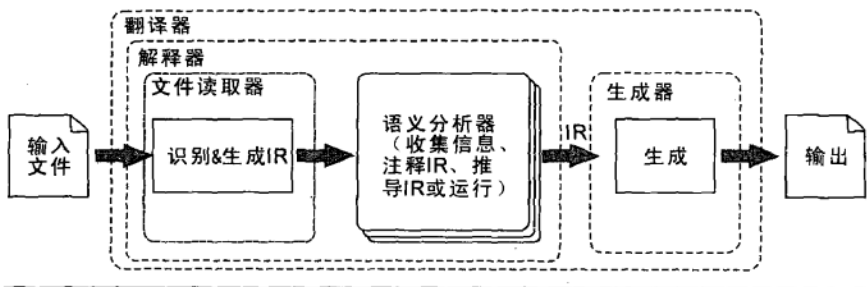 翻译器
解释器
文件读取器
生成器
输入
文件
识别&生成IR
语义分析器
（收集信息、
注释IR、推
导IR或运行）
IR
生成
输出